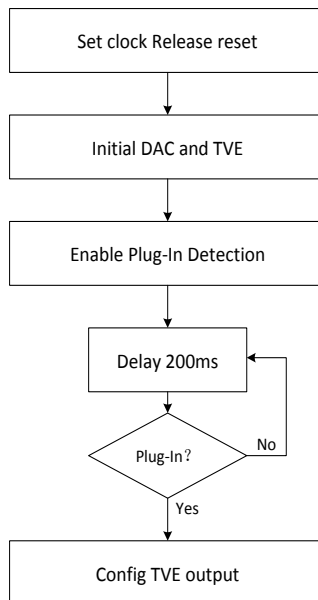 Set clock Release reset
Initial DAC and TVE
Enable Plug-In Detection
Delay 200ms
Plug-In？
No
Yes
Config TVE output